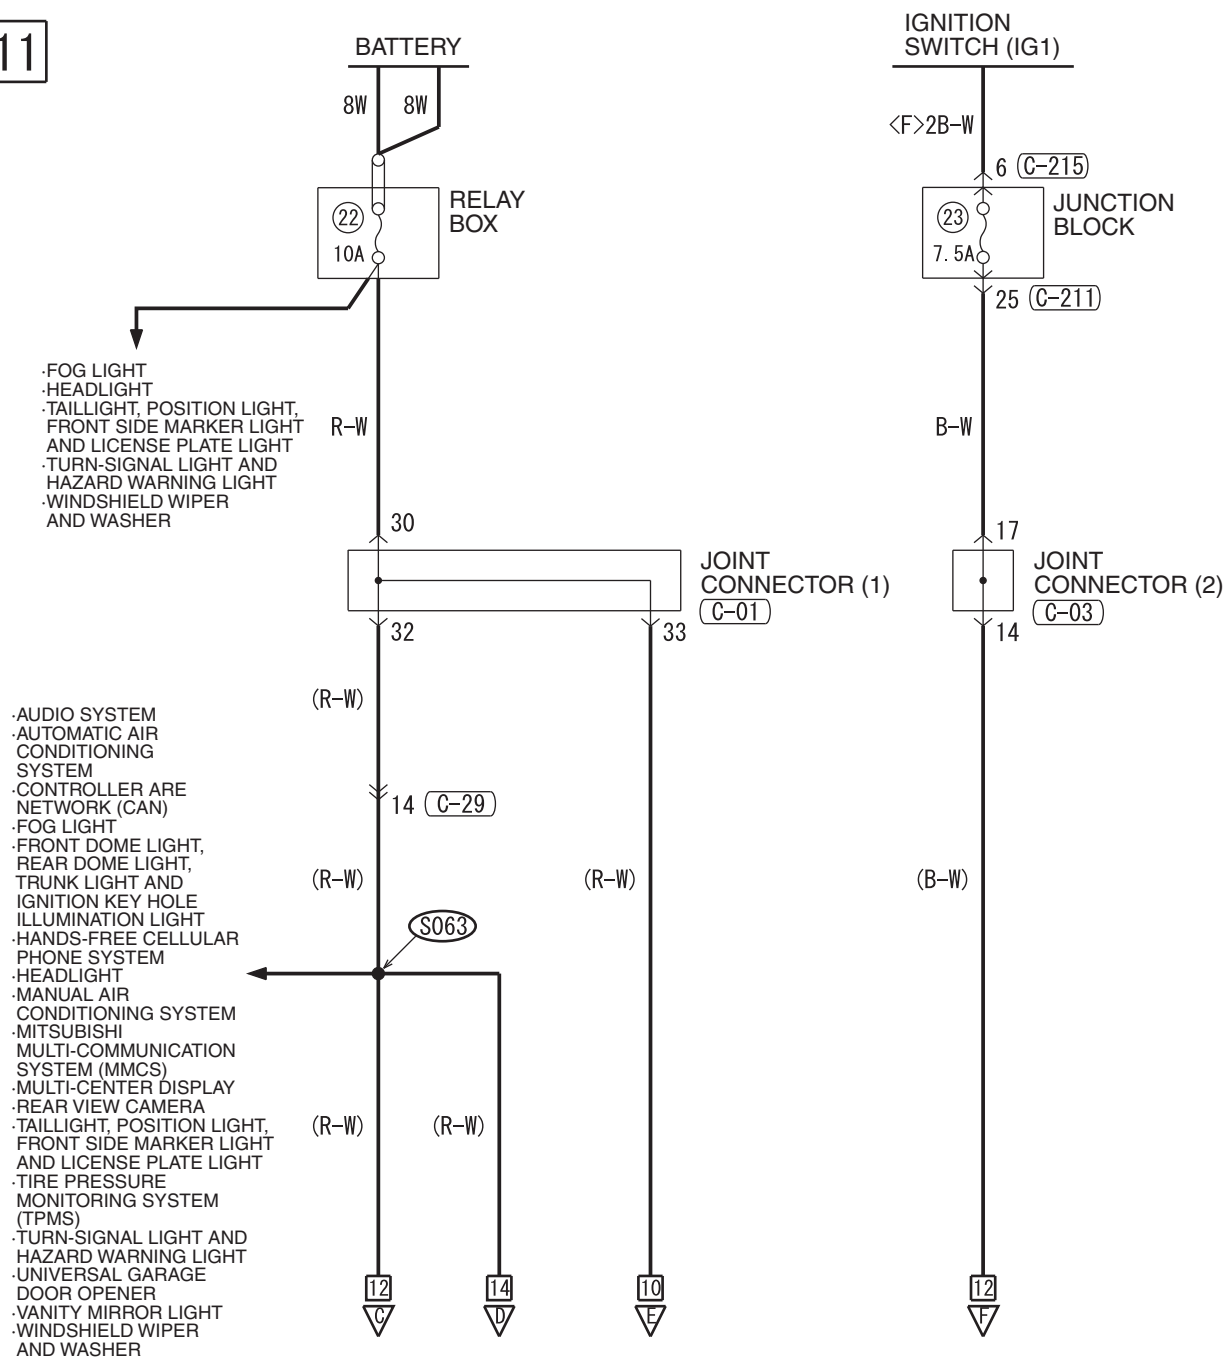 11
BATTERY
IGNITION
SWITCH (IG1)
8W
8W
<F>2B-W
6
C-215
RELAY
BOX
22
10A
JUNCTION
BLOCK
23
7.5A
25
C-211
·FOG LIGHT
·HEADLIGHT
·TAILLIGHT, POSITION LIGHT,
FRONT SIDE MARKER LIGHT
AND LICENSE PLATE LIGHT
·TURN-SIGNAL LIGHT AND
HAZARD WARNING LIGHT
·WINDSHIELD WIPER
AND WASHER
R-W
B-W
30
17
JOINT
CONNECTOR (1)
C-01
JOINT
CONNECTOR (2)
C-03
32
33
14
(R-W)
14
C-29
(R-W)
(R-W)
(B-W)
S063
·AUDIO SYSTEM
·AUTOMATIC AIR
CONDITIONING
SYSTEM
·CONTROLLER ARE
NETWORK (CAN)
·FOG LIGHT
·FRONT DOME LIGHT,
REAR DOME LIGHT,
TRUNK LIGHT AND
IGNITION KEY HOLE
ILLUMINATION LIGHT
·HANDS-FREE CELLULAR
PHONE SYSTEM
·HEADLIGHT
·MANUAL AIR
CONDITIONING SYSTEM
·MITSUBISHI
MULTI-COMMUNICATION
SYSTEM (MMCS)
·MULTI-CENTER DISPLAY
·REAR VIEW CAMERA
·TAILLIGHT, POSITION LIGHT,
FRONT SIDE MARKER LIGHT
AND LICENSE PLATE LIGHT
·TIRE PRESSURE
MONITORING SYSTEM
(TPMS)
·TURN-SIGNAL LIGHT AND
HAZARD WARNING LIGHT
·UNIVERSAL GARAGE
DOOR OPENER
·VANITY MIRROR LIGHT
·WINDSHIELD WIPER
AND WASHER
(R-W)
(R-W)
12
C
14
D
10
E
12
F